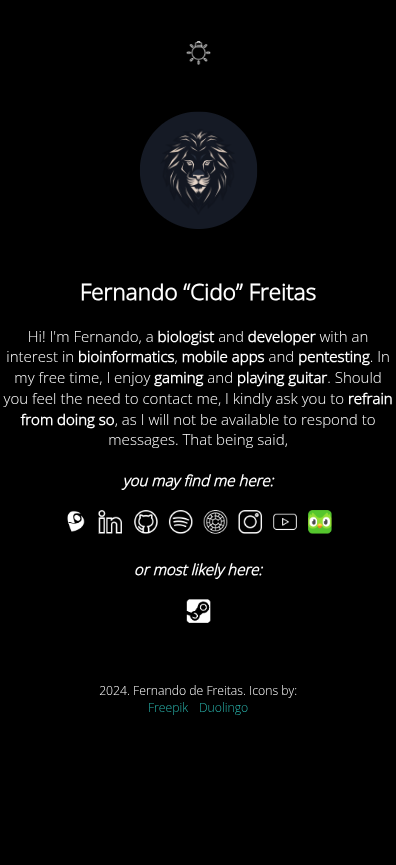 Fernando “Cido” Freitas
Hi! I'm Fernando, a biologist and developer with an
interest in bioinformatics, mobile apps and pentesting. In
my free time, I enjoy gaming and playing guitar. Should
you feel the need to contact me, I kindly ask you to refrain
from doing so, as I will not be available to respond to
messages. That being said,
you may find me here:
in
or most likely here:
2024. Fernando de Freitas. Icons by:
Freepik Duolingo